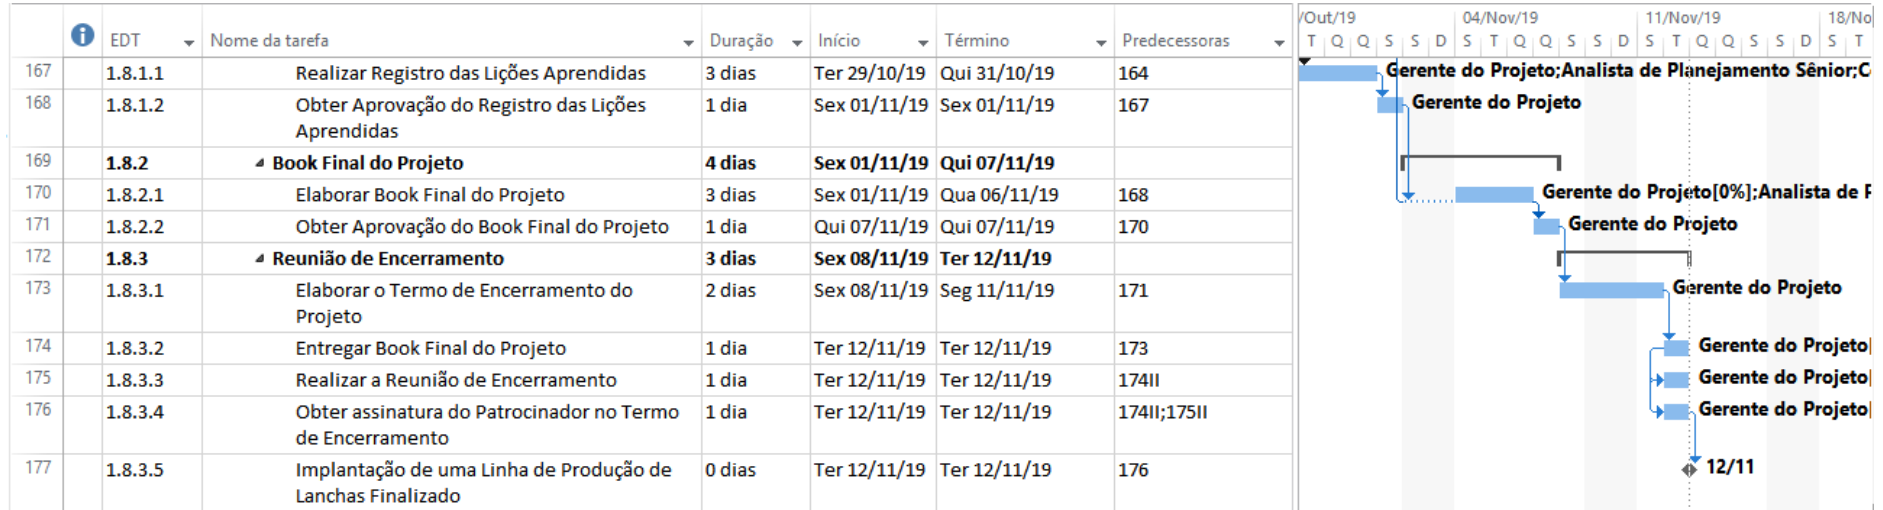 EDT Nome da tarefa Duração Início Término Predecessoras
/Out/19 04/Nov/19 11/Nov/19 18/No
T Q Q S S D S T Q Q S S D S T Q Q S S D S T
167 1.8.1.1 Realizar Registro das Lições Aprendidas 3 dias Ter 29/10/19 Qui 31/10/19 164 Gerente do Projeto;Analista de Planejamento Sênior;C
168 1.8.1.2 Obter Aprovação do Registro das Lições 1 dia Sex 01/11/19 Sex 01/11/19 167 Gerente do Projeto
Aprendidas
169 1.8.2 Book Final do Projeto 4 dias Sex 01/11/19 Qui 07/11/19
170 1.8.2.1 Elaborar Book Final do Projeto 3 dias Sex 01/11/19 Qua 06/11/19 168 Gerente do Projeto[0%];Analista de P
171 1.8.2.2 Obter Aprovação do Book Final do Projeto 1 dia Qui 07/11/19 Qui 07/11/19 170 Gerente do Projeto
172 1.8.3 Reunião de Encerramento 3 dias Sex 08/11/19 Ter 12/11/19
173 1.8.3.1 Elaborar o Termo de Encerramento do 2 dias Sex 08/11/19 Seg 11/11/19 171 Gerente do Projeto
Projeto
174 1.8.3.2 Entregar Book Final do Projeto 1 dia Ter 12/11/19 Ter 12/11/19 173 Gerente do Projeto[
175 1.8.3.3 Realizar a Reunião de Encerramento 1 dia Ter 12/11/19 Ter 12/11/19 174II Gerente do Projeto[
176 1.8.3.4 Obter assinatura do Patrocinador no Termo 1 dia Ter 12/11/19 Ter 12/11/19 174II;175II Gerente do Projeto[
de Encerramento
177 1.8.3.5 Implantação de uma Linha de Produção de 0 dias Ter 12/11/19 Ter 12/11/19 176 12/11
Lanchas Finalizado